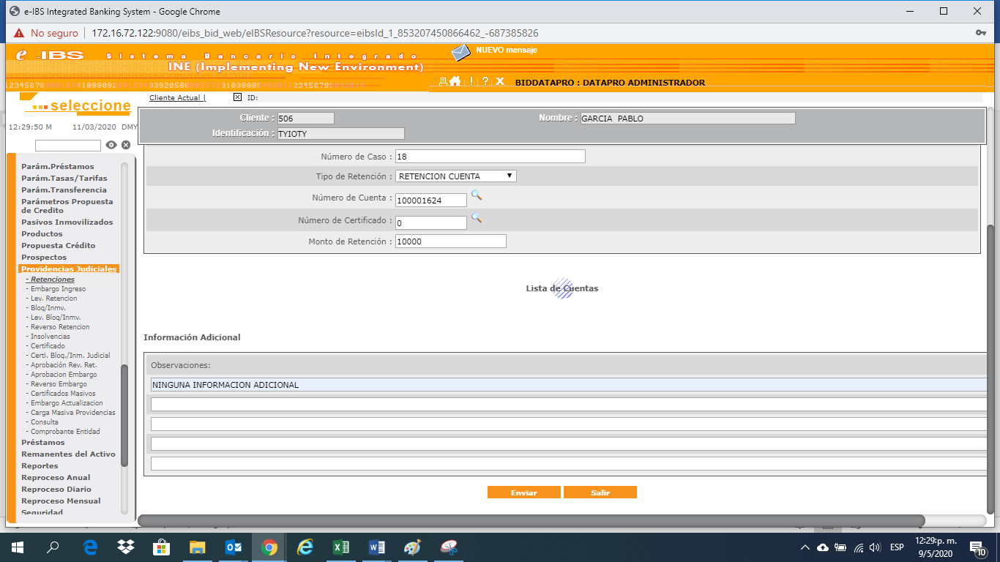 e-IBS Integrated Banking System - Google Chrome
No seguro
172.16.72.122:9080/eibs_bid_web/eIBSResource?resource=eibsId_1_853207450866462_-687385826
e -IBS Sistema Bancario Integrado
INE (Implementing New Environment)
NUEVO mensaje
BIDDATAPRO : DATAPRO ADMINISTRADOR
seleccione
Cliente Actual | ID:
12:29:50 M 11/03/2020 DMY
Cliente : 506
Nombre : GARCIA PABLO
Identificación : TYIOTY
Parám.Préstamos
Parám.Tasas/Tarifas
Parám.Transferencia
Parámetros Propuesta
de Credito
Pasivos Inmovilizados
Productos
Propuesta Crédito
Prospectos
Providencias Judiciales
- Retenciones
- Embargo Ingreso
- Lev. Retencion
- Bloq/Inmv.
- Lev. Bloq/Inmv.
- Reverso Retencion
- Insolvencias
- Certificado
- Certi. Bloq./Inm. Judicial
- Aprobación Rev. Ret.
- Aprobacion Embargo
- Reverso Embargo
- Certificados Masivos
- Embargo Actualizacion
- Carga Masiva Providencias
- Consulta
- Comprobante Entidad
Préstamos
Remanentes del Activo
Reportes
Reproceso Anual
Reproceso Diario
Reproceso Mensual
Seguridad
Número de Caso : 18
Tipo de Retención : RETENCION CUENTA
Número de Cuenta : 100001624
Número de Certificado : 0
Monto de Retención : 10000
Lista de Cuentas
Información Adicional
Observaciones:
NINGUNA INFORMACION ADICIONAL
Enviar Salir
ESP
12:29:p. m.
9/5/2020
10